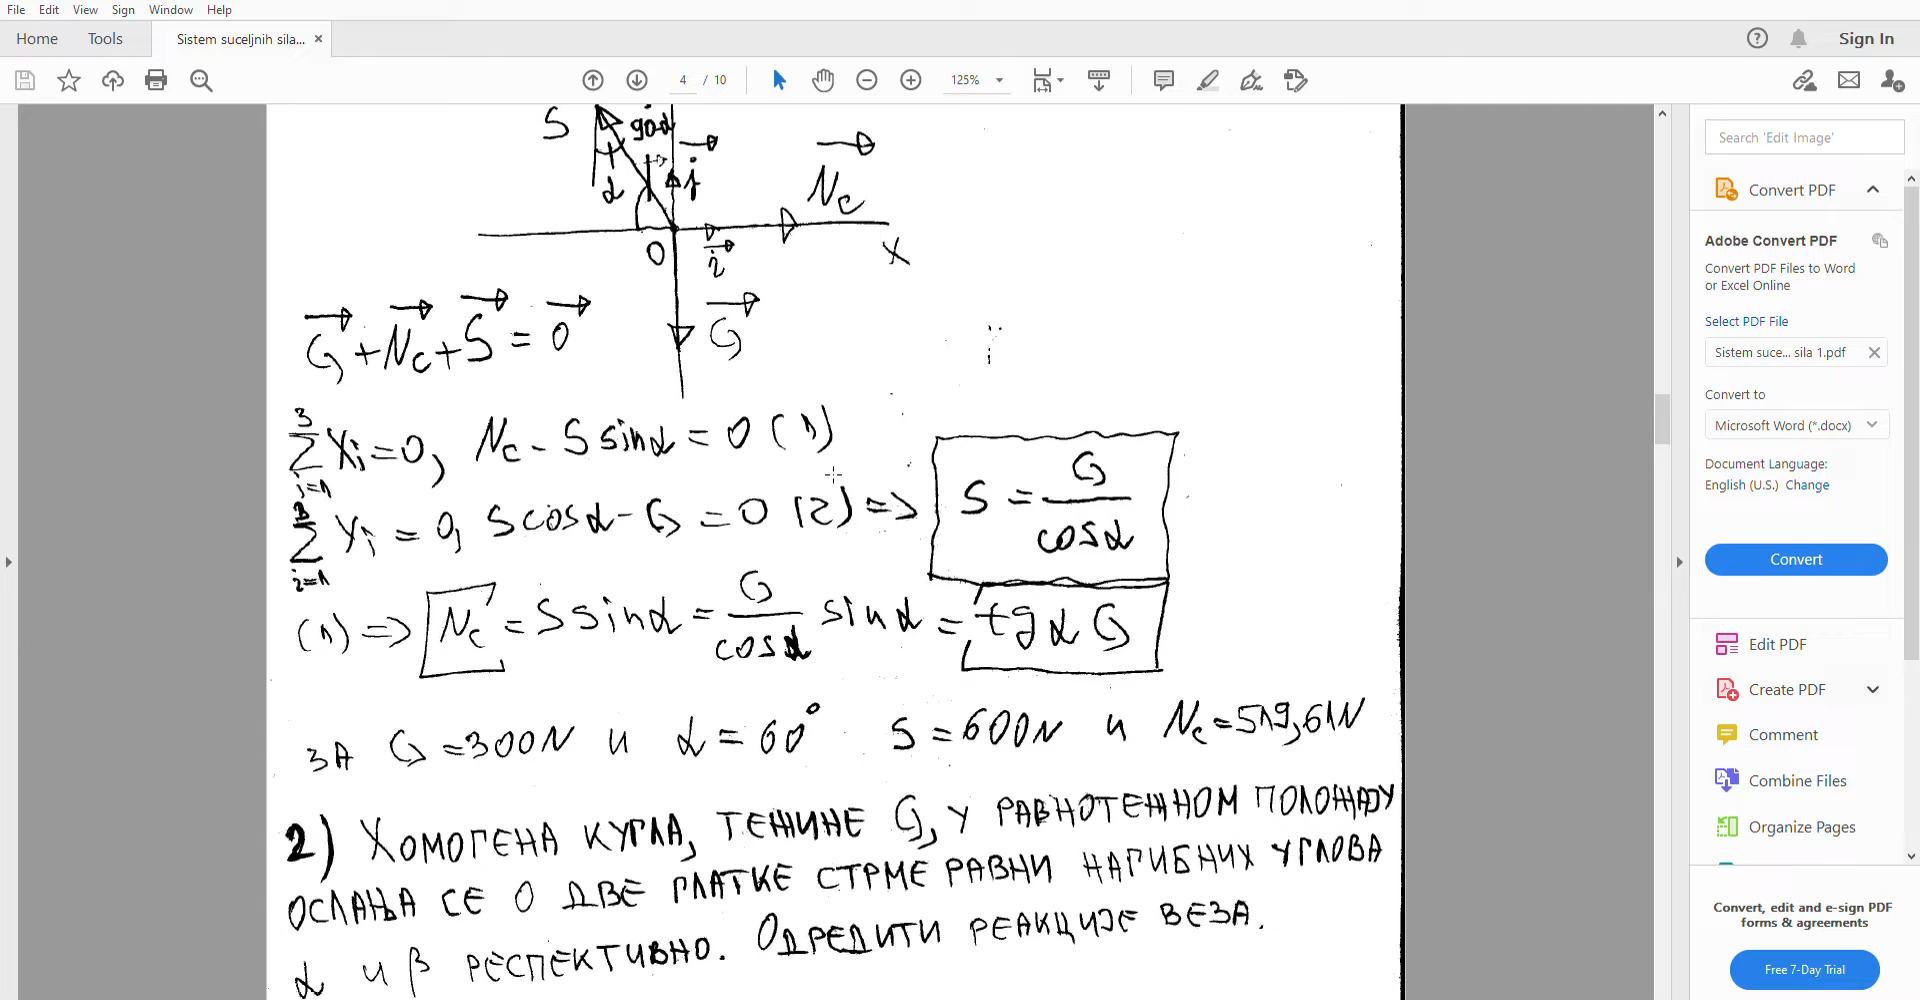 File Edit View Sign Window Help
Home Tools Sistem suceljnih sila... × Sign In
4 / 10 125%
S 90-α
α j N_c
O i X
G + N_c + S = 0 G
3 Σ i=1 X_i = 0, N_c - S sin α = 0 (1)
3 Σ i=1 Y_i = 0, S cos α - G = 0 (2) => S = G / cos α
(1) => N_c = S sin α = G / cos α sin α = tg α G
ЗА G = 300N И α = 60° S = 600N И N_c = 519,61N
2) ХОМОГЕНА КУГЛА, ТЕЖИНЕ G, У РАВНОТЕЖНОМ ПОЛОЖАЈУ
ОСЛАЊА СЕ О ДВЕ ГЛАТКЕ СТРМЕ РАВНИ НАГИБНИХ УГЛОВА
α И β РЕСПЕКТИВНО. ОДРЕДИТИ РЕАКЦИЈЕ ВЕЗА.
Search 'Edit Image'
Convert PDF
Adobe Convert PDF
Convert PDF Files to Word
or Excel Online
Select PDF File
Sistem suce... sila 1.pdf
Convert to
Microsoft Word (*.docx)
Document Language:
English (U.S.) Change
Convert
Edit PDF
Create PDF
Comment
Combine Files
Organize Pages
Convert, edit and e-sign PDF
forms & agreements
Free 7-Day Trial